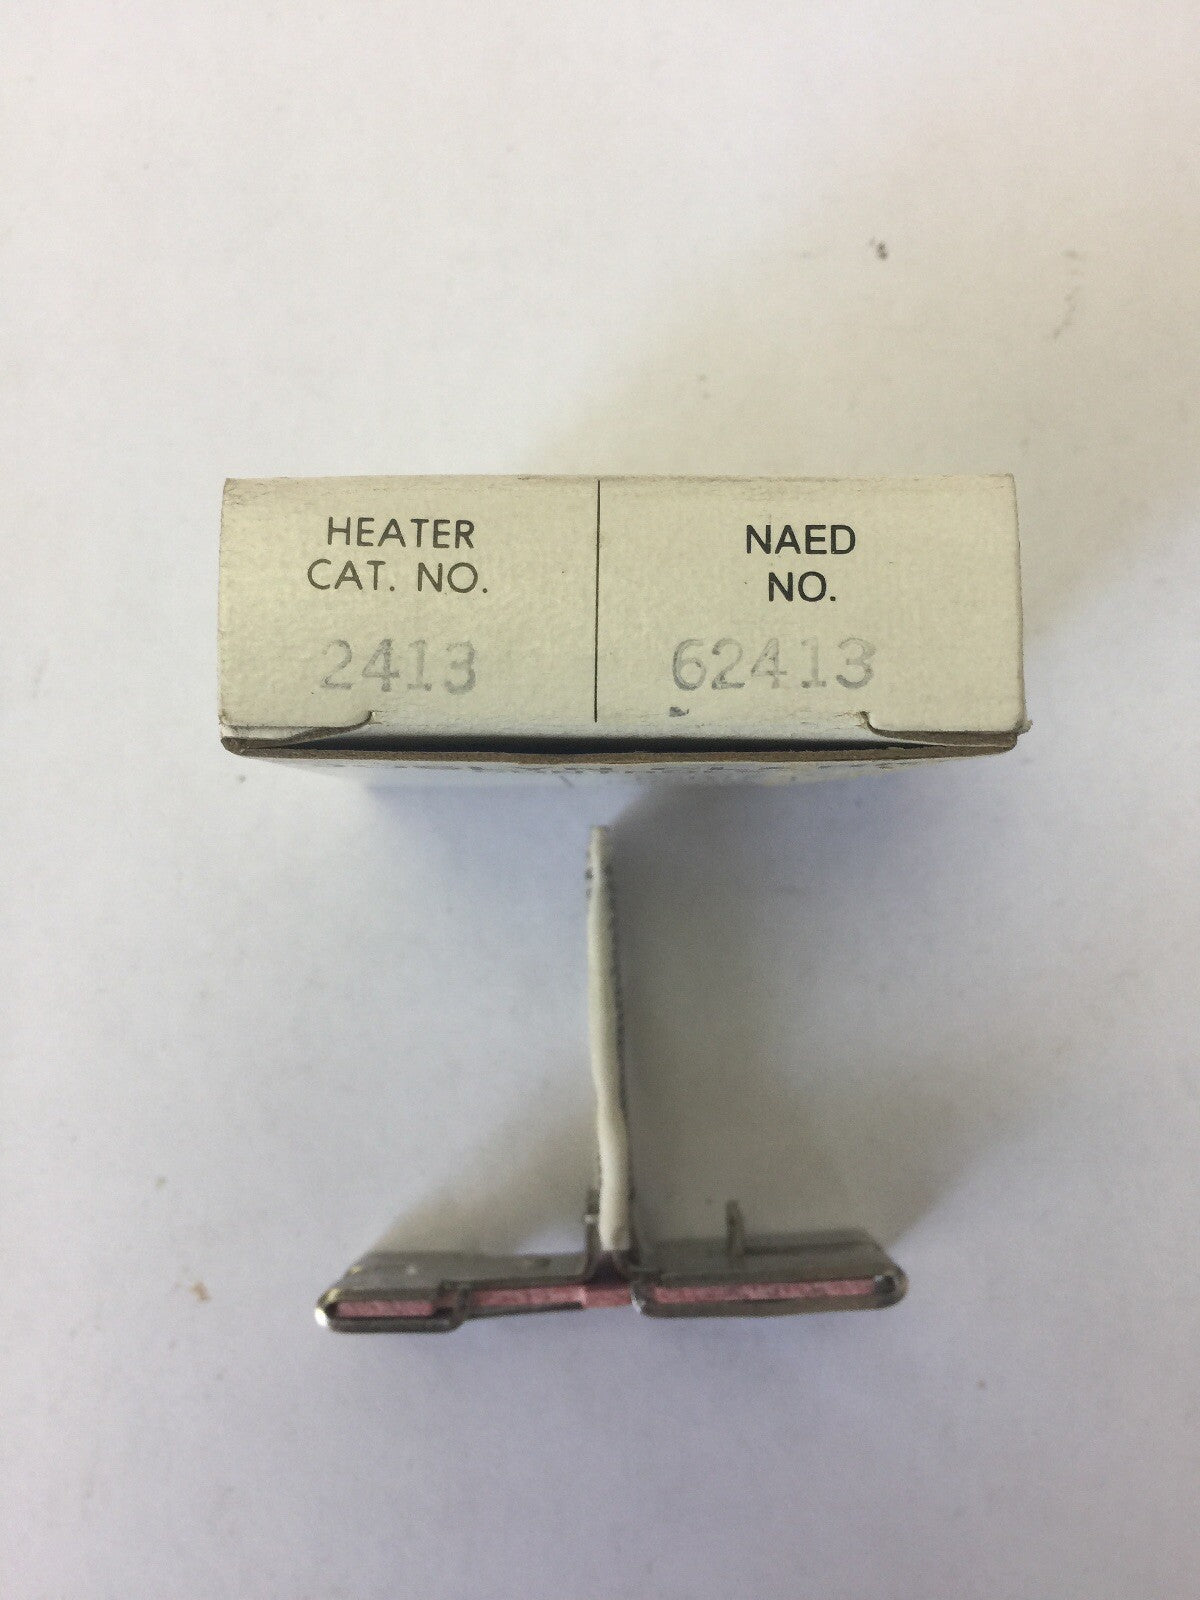 HEATER
CAT. NO.
2413
NAED
NO.
62413